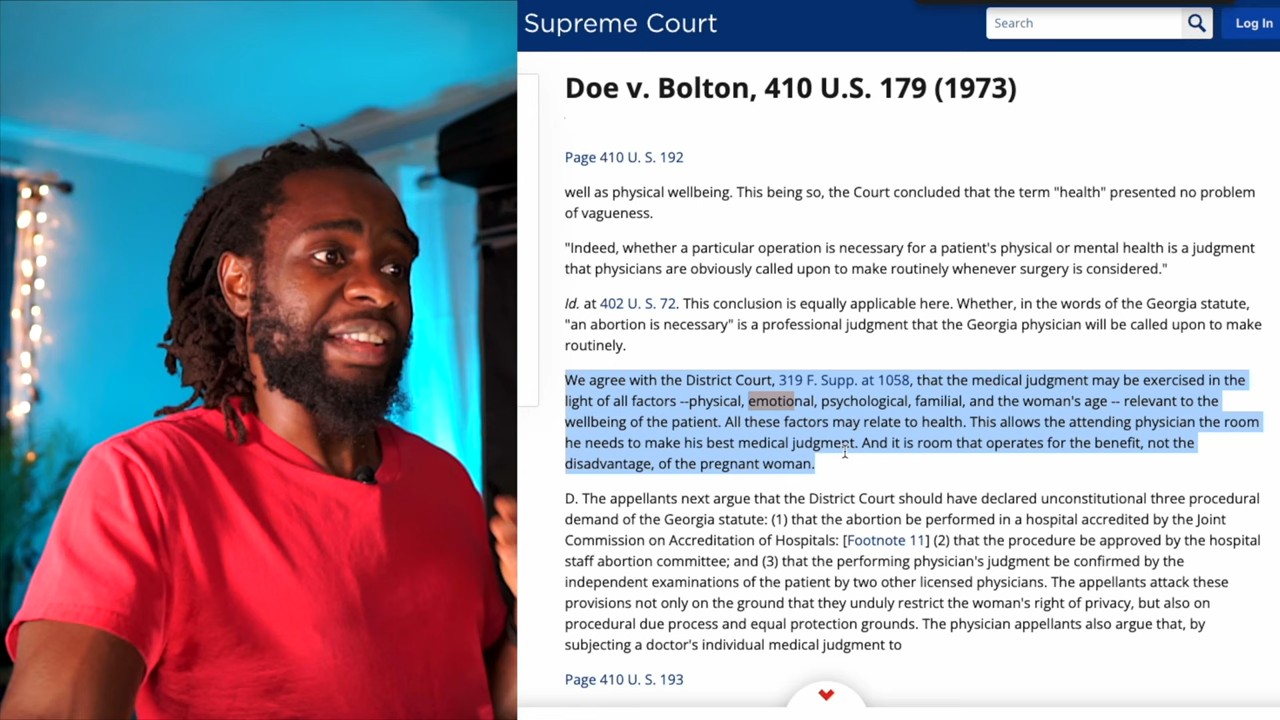 Supreme Court
Search
Log In
Doe v. Bolton, 410 U.S. 179 (1973)
Page 410 U. S. 192
well as physical wellbeing. This being so, the Court concluded that the term "health" presented no problem
of vagueness.
"Indeed, whether a particular operation is necessary for a patient's physical or mental health is a judgment
that physicians are obviously called upon to make routinely whenever surgery is considered."
Id. at 402 U. S. 72. This conclusion is equally applicable here. Whether, in the words of the Georgia statute,
"an abortion is necessary" is a professional judgment that the Georgia physician will be called upon to make
routinely.
We agree with the District Court, 319 F. Supp. at 1058, that the medical judgment may be exercised in the
light of all factors --physical, emotional, psychological, familial, and the woman's age -- relevant to the
wellbeing of the patient. All these factors may relate to health. This allows the attending physician the room
he needs to make his best medical judgment. And it is room that operates for the benefit, not the
disadvantage, of the pregnant woman.
D. The appellants next argue that the District Court should have declared unconstitutional three procedural
demand of the Georgia statute: (1) that the abortion be performed in a hospital accredited by the Joint
Commission on Accreditation of Hospitals: [Footnote 11] (2) that the procedure be approved by the hospital
staff abortion committee; and (3) that the performing physician's judgment be confirmed by the
independent examinations of the patient by two other licensed physicians. The appellants attack these
provisions not only on the ground that they unduly restrict the woman's right of privacy, but also on
procedural due process and equal protection grounds. The physician appellants also argue that, by
subjecting a doctor's individual medical judgment to
Page 410 U. S. 193